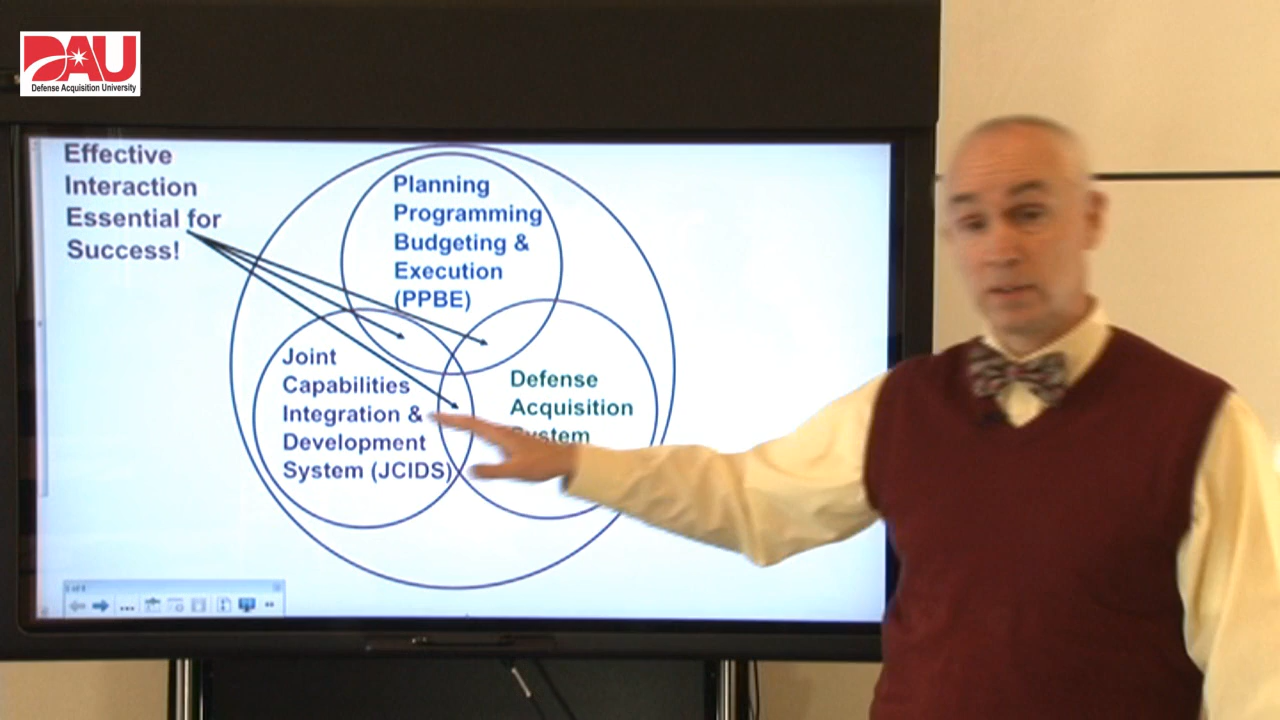 DAU
Defense Acquisition University
Effective
Interaction
Essential for
Success!
Planning
Programming
Budgeting &
Execution
(PPBE)
Joint
Capabilities
Integration &
Development
System (JCIDS)
Defense
Acquisition
System